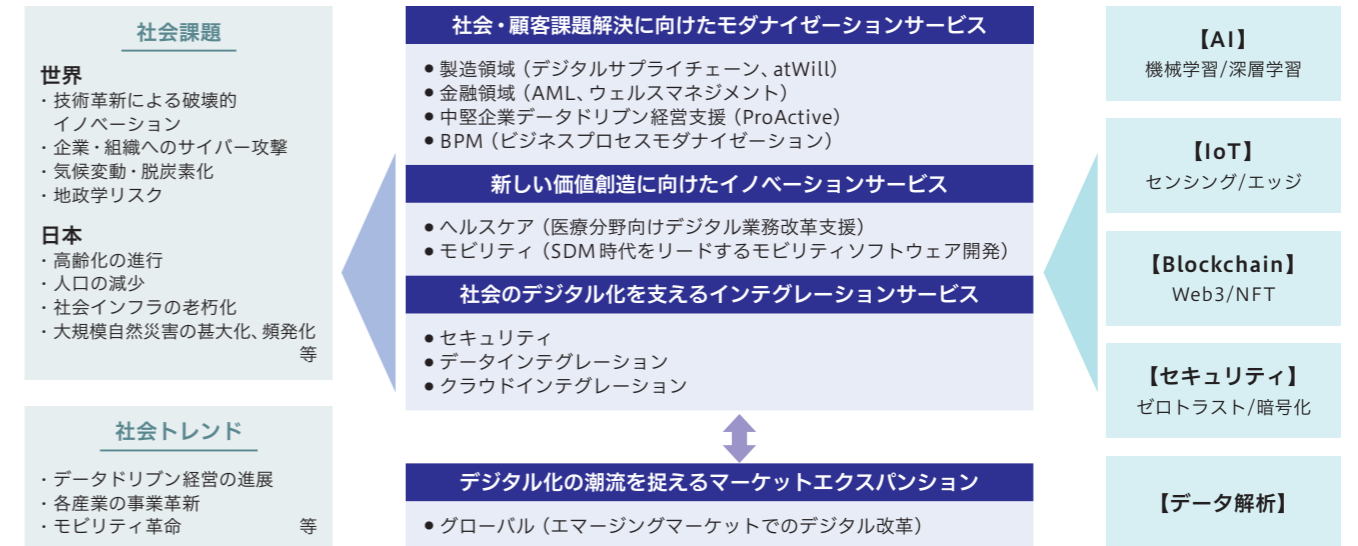 社会課題
世界
・技術革新による破壊的
イノベーション
・企業・組織へのサイバー攻撃
・気候変動・脱炭素化
・地政学リスク
日本
・高齢化の進行
・人口の減少
・社会インフラの老朽化
・大規模自然災害の甚大化、頻発化
等
社会トレンド
・データドリブン経営の進展
・各産業の事業革新
・モビリティ革命 等
社会・顧客課題解決に向けたモダナイゼーションサービス
●製造領域（デジタルサプライチェーン、atWill）
●金融領域（AML、ウェルスマネジメント）
●中堅企業データドリブン経営支援（ProActive）
●BPM（ビジネスプロセスモダナイゼーション）
新しい価値創造に向けたイノベーションサービス
●ヘルスケア（医療分野向けデジタル業務改革支援）
●モビリティ（SDM時代をリードするモビリティソフトウェア開発）
社会のデジタル化を支えるインテグレーションサービス
●セキュリティ
●データインテグレーション
●クラウドインテグレーション
デジタル化の潮流を捉えるマーケットエクスパンション
●グローバル（エマージングマーケットでのデジタル改革）
【AI】
機械学習/深層学習
【IoT】
センシング/エッジ
【Blockchain】
Web3/NFT
【セキュリティ】
ゼロトラスト/暗号化
【データ解析】